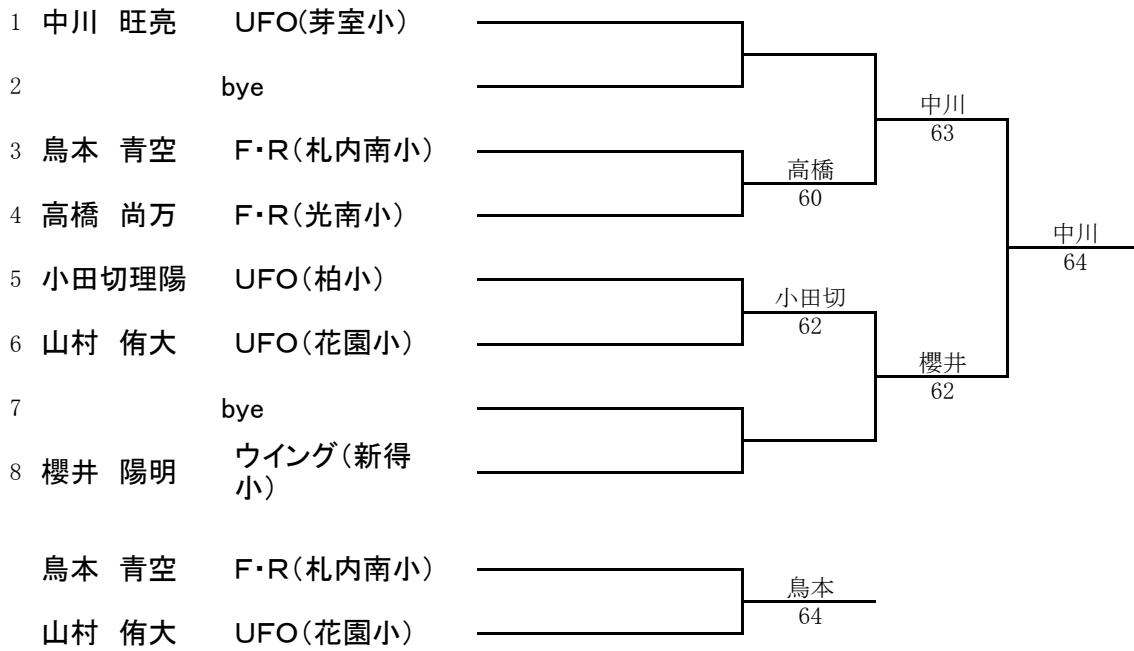 1 中川 旺亮 UFO(芽室小)
2 bye
中川
63
3 鳥本 青空 F・R(札内南小)
高橋
60
4 高橋 尚万 F・R(光南小)
中川
64
5 小田切理陽 UFO(柏小)
小田切
62
6 山村 侑大 UFO(花園小)
櫻井
62
7 bye
8 櫻井 陽明 ウイング(新得
小)
鳥本 青空 F・R(札内南小)
鳥本
64
山村 侑大 UFO(花園小)